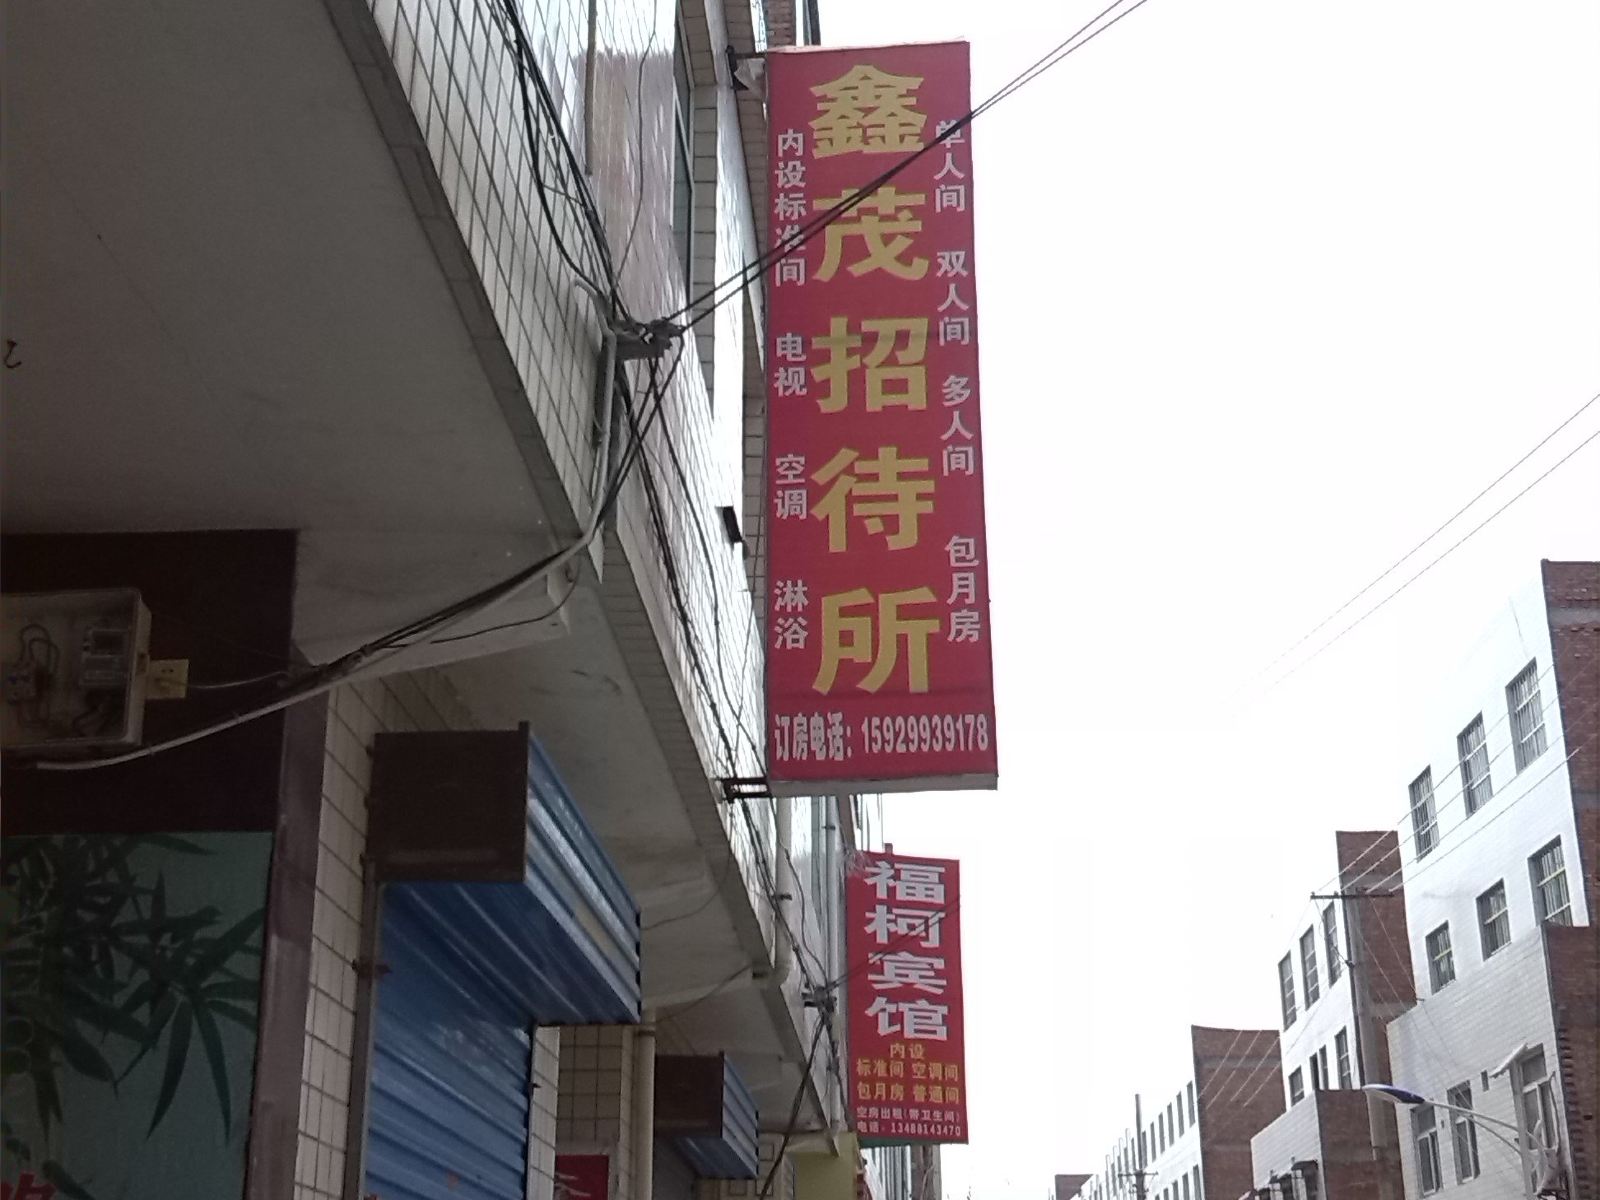 鑫茂招待所
内设标准间 电视 空调 淋浴
单人间 双人间 多人间 包月房
订房电话：15929939178
福柯宾馆
内设
标准间 空调间
包月房 普通间
空房出租(带卫生间)
电话：13488143470